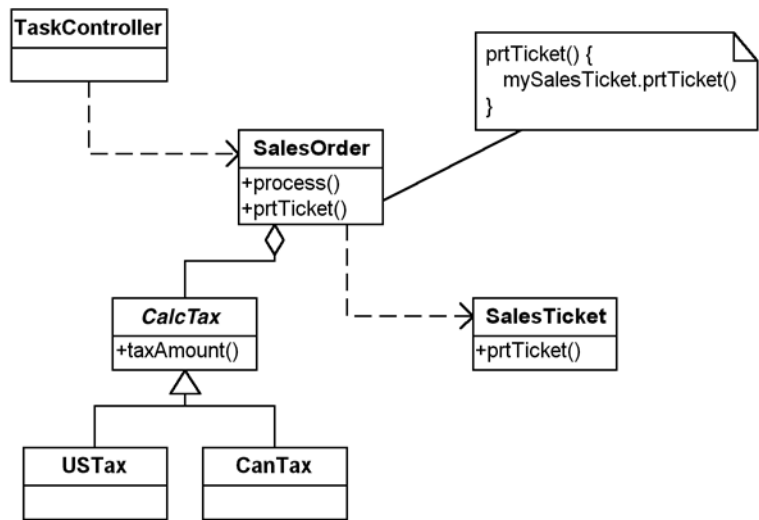 TaskController
prtTicket() {
mySalesTicket.prtTicket()
}
SalesOrder
+process()
+prtTicket()
CalcTax
+taxAmount()
SalesTicket
+prtTicket()
USTax
CanTax